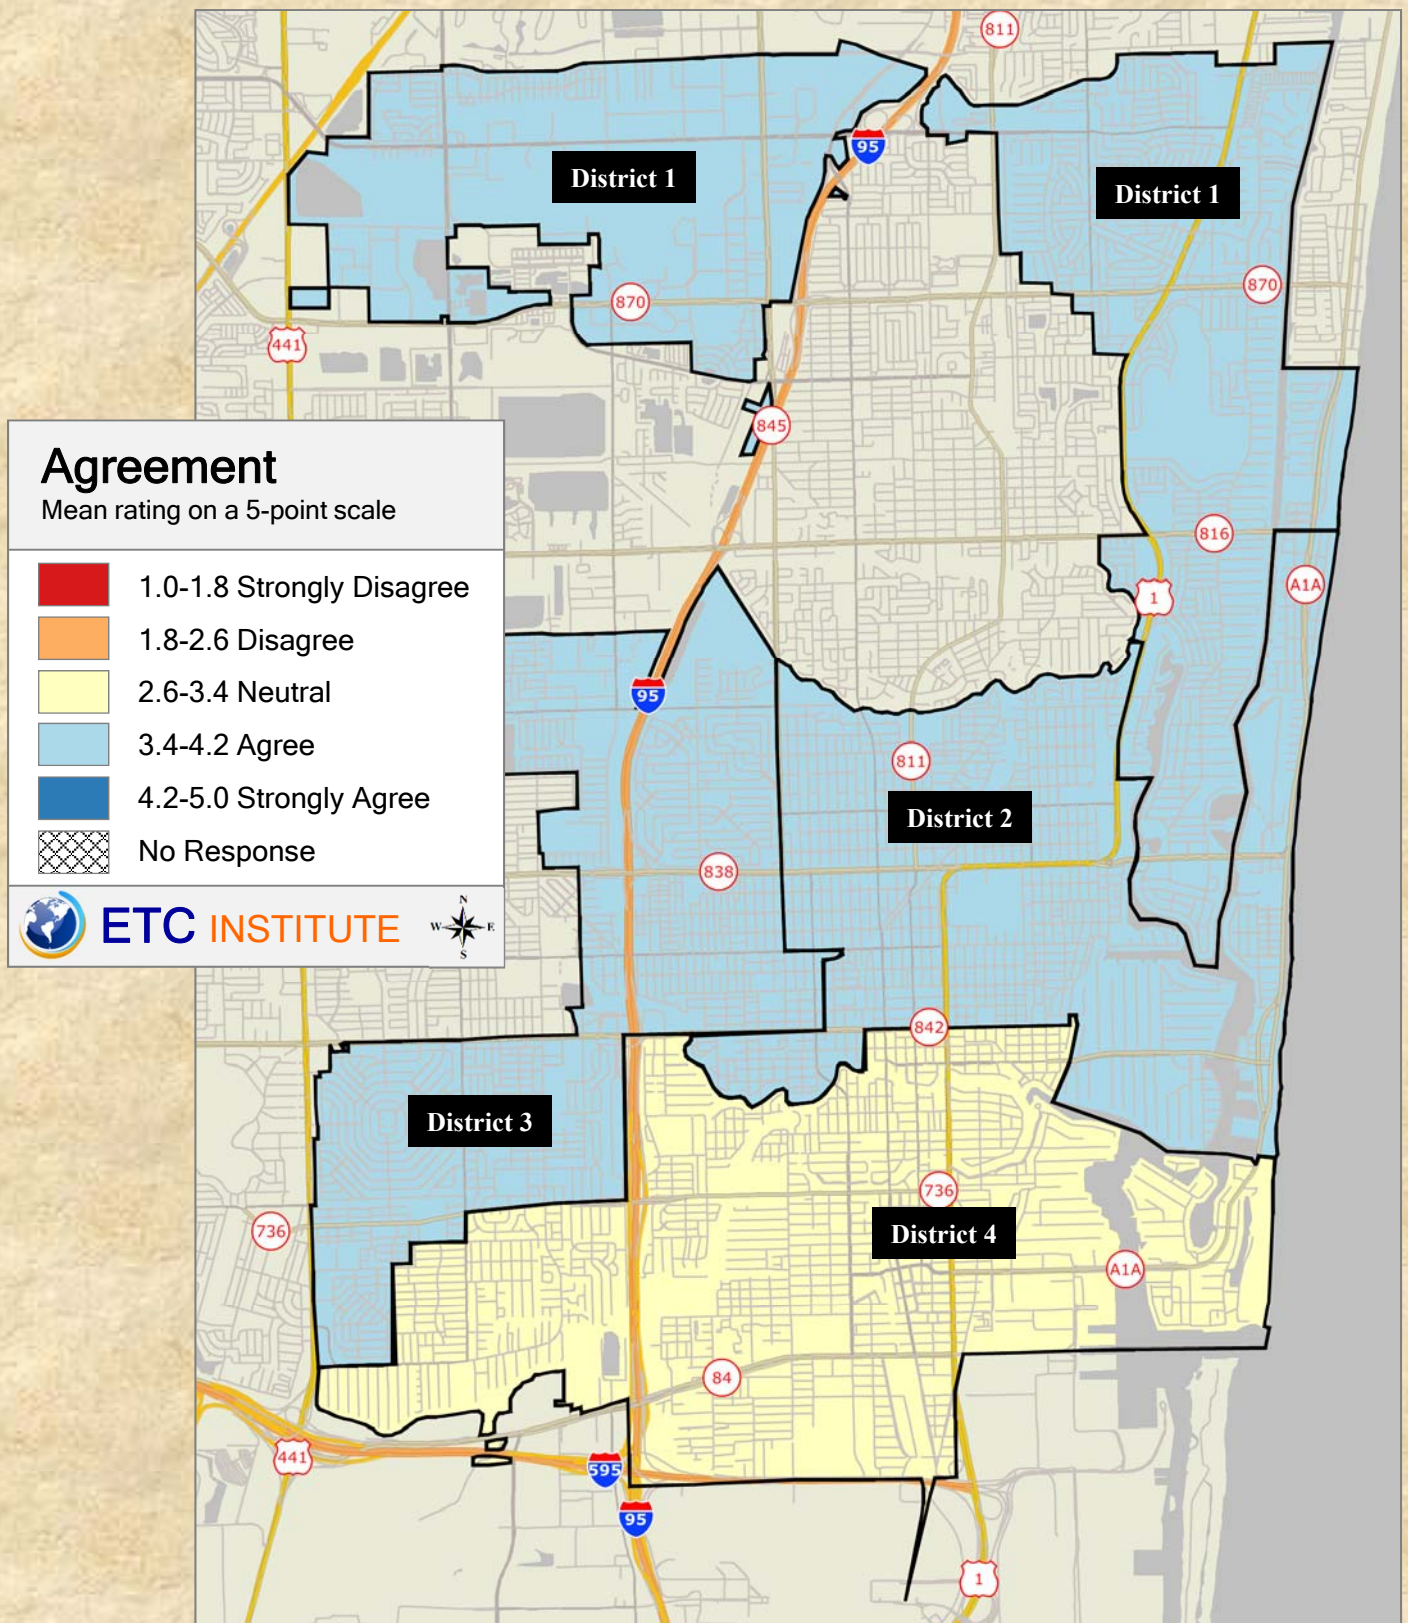 811
95
District 1
District 1
870
870
441
845
Agreement
Mean rating on a 5-point scale
1.0-1.8 Strongly Disagree
1.8-2.6 Disagree
2.6-3.4 Neutral
3.4-4.2 Agree
4.2-5.0 Strongly Agree
No Response
ETC INSTITUTE
N
W E
S
816
A1A
1
95
811
District 2
838
842
District 3
736
736
District 4
A1A
84
441
595
95
1